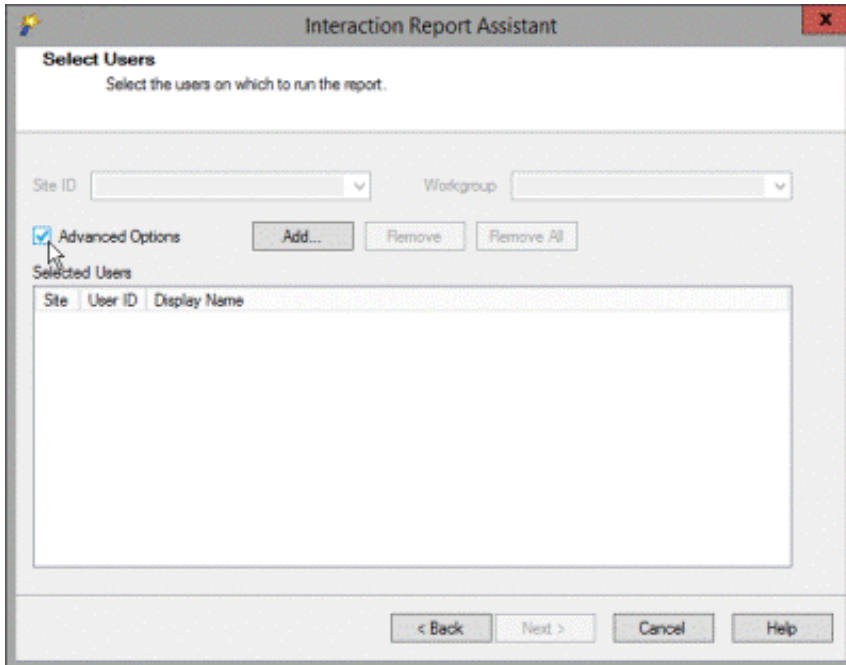 Interaction Report Assistant
x
Select Users
Select the users on which to run the report.
Site ID Workgroup
Advanced Options Add... Remove Remove All
Selected Users
Site User ID Display Name
< Back Next > Cancel Help